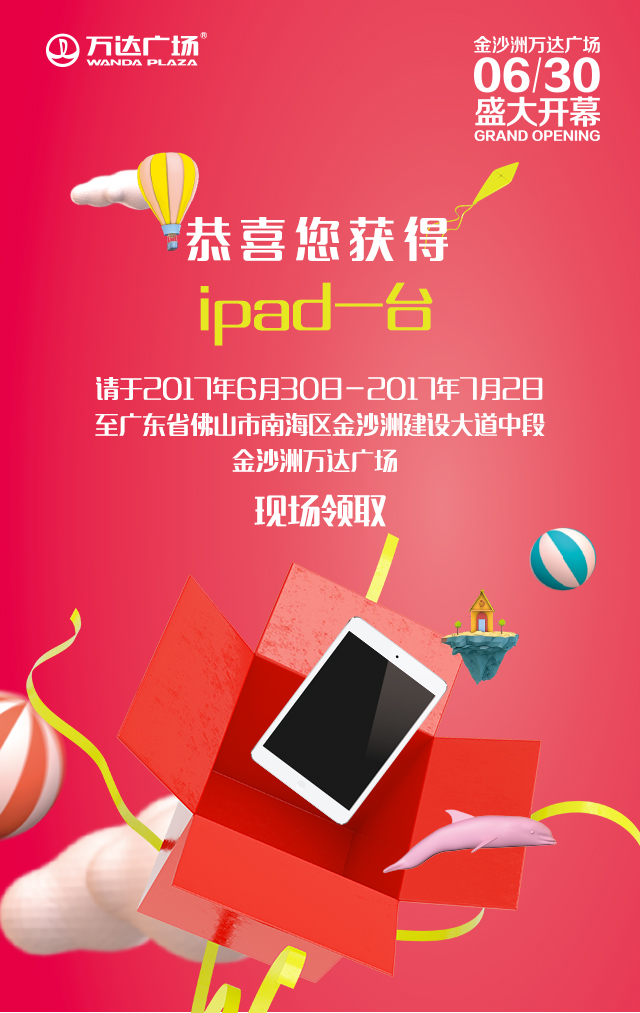 万达广场®
WANDA PLAZA
金沙洲万达广场
06/30
盛大开幕
GRAND OPENING
恭喜您获得
ipad一台
请于2017年6月30日-2017年7月2日
至广东省佛山市南海区金沙洲建设大道中段
金沙洲万达广场
现场领取